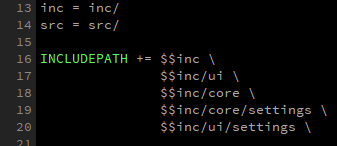 13 inc = inc/
14 src = src/
15
16 INCLUDEPATH += $$inc \
17 $$inc/ui \
18 $$inc/core \
19 $$inc/core/settings \
20 $$inc/ui/settings \
21